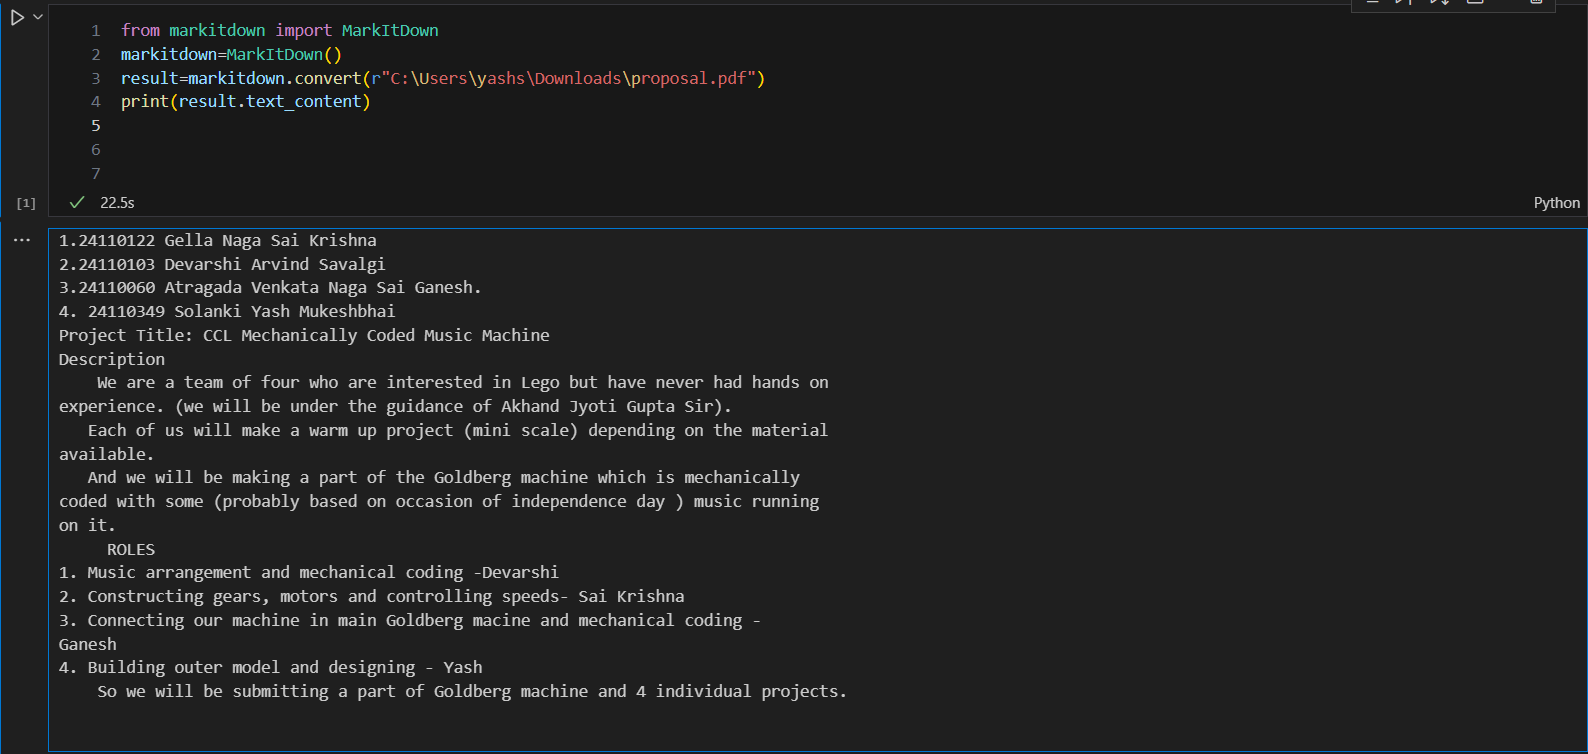 1 from markitdown import MarkItDown
2 markitdown=MarkItDown()
3 result=markitdown.convert(r"C:\Users\yashs\Downloads\proposal.pdf")
4 print(result.text_content)
5
6
7
[1] 22.5s Python
1.24110122 Gella Naga Sai Krishna
2.24110103 Devarshi Arvind Savalgi
3.24110060 Atragada Venkata Naga Sai Ganesh.
4. 24110349 Solanki Yash Mukeshbhai
Project Title: CCL Mechanically Coded Music Machine
Description
    We are a team of four who are interested in Lego but have never had hands on
experience. (we will be under the guidance of Akhand Jyoti Gupta Sir).
   Each of us will make a warm up project (mini scale) depending on the material
available.
   And we will be making a part of the Goldberg machine which is mechanically
coded with some (probably based on occasion of independence day ) music running
on it.
     ROLES
1. Music arrangement and mechanical coding -Devarshi
2. Constructing gears, motors and controlling speeds- Sai Krishna
3. Connecting our machine in main Goldberg macine and mechanical coding -
Ganesh
4. Building outer model and designing - Yash
    So we will be submitting a part of Goldberg machine and 4 individual projects.